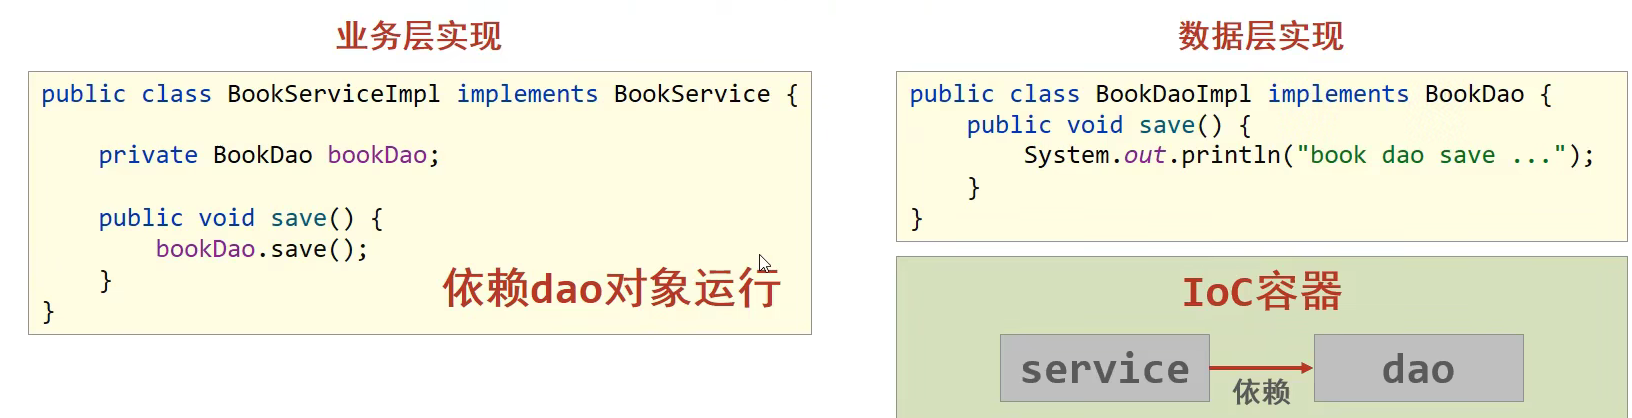 业务层实现
public class BookServiceImpl implements BookService {
    private BookDao bookDao;
    public void save() {
        bookDao.save();
    }
}
依赖dao对象运行
数据层实现
public class BookDaoImpl implements BookDao {
    public void save() {
        System.out.println("book dao save ...");
    }
}
IoC容器
service
依赖
dao